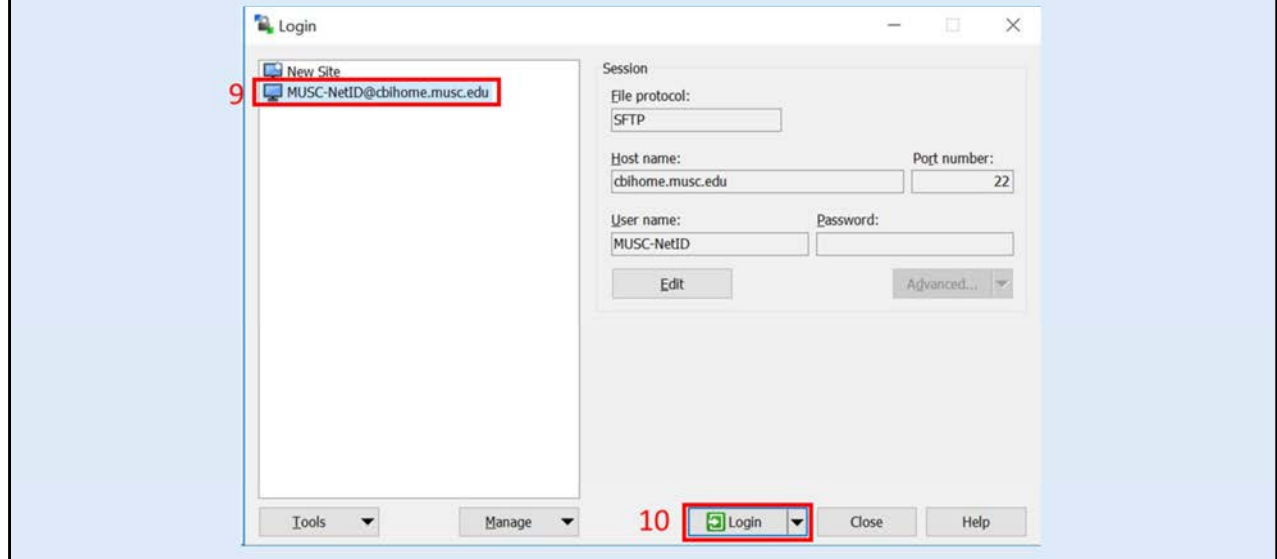 Login
New Site
9 MUSC-NetID@cbihome.musc.edu
Session
File protocol:
SFTP
Host name: Port number:
cbihome.musc.edu 22
User name: Password:
MUSC-NetID
Edit Advanced...
Tools Manage 10 Login Close Help